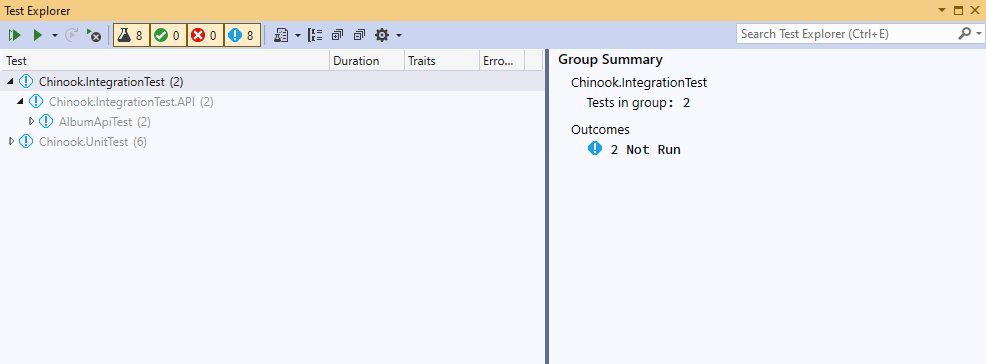 Test Explorer
8 0 0 8
Search Test Explorer (Ctrl+E)
Test Duration Traits Erro...
Chinook.IntegrationTest (2)
Chinook.IntegrationTest.API (2)
AlbumApiTest (2)
Chinook.UnitTest (6)
Group Summary
Chinook.IntegrationTest
Tests in group: 2
Outcomes
2 Not Run